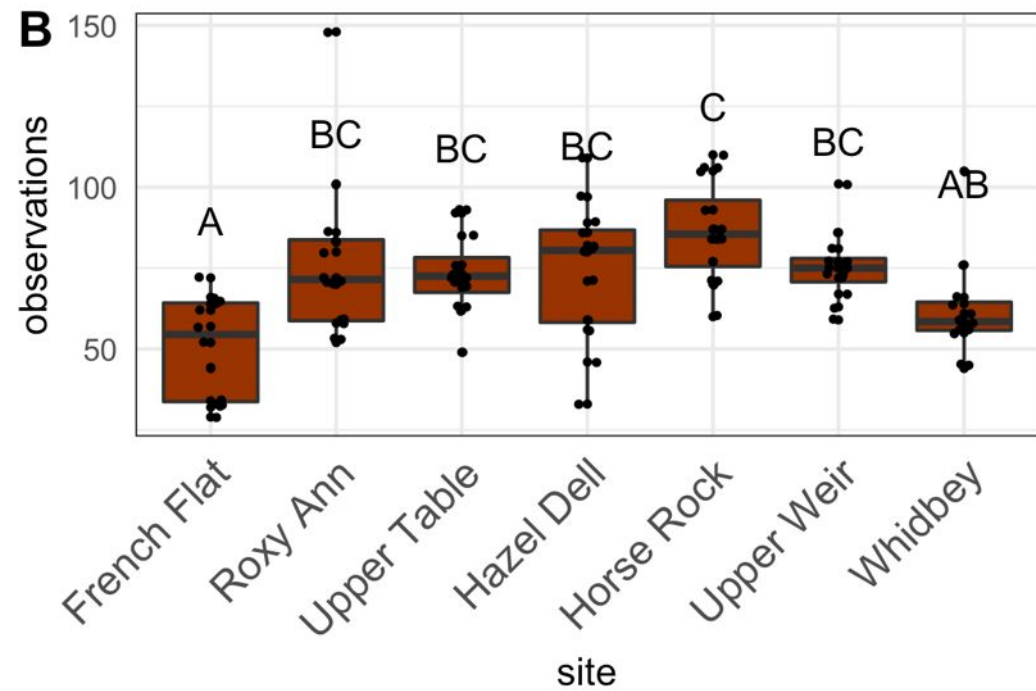 B
150
100
50
observations
A
BC
BC
BC
C
BC
AB
French Flat
Roxy Ann
Upper Table
Hazel Dell
Horse Rock
Upper Weir
Whidbey
site